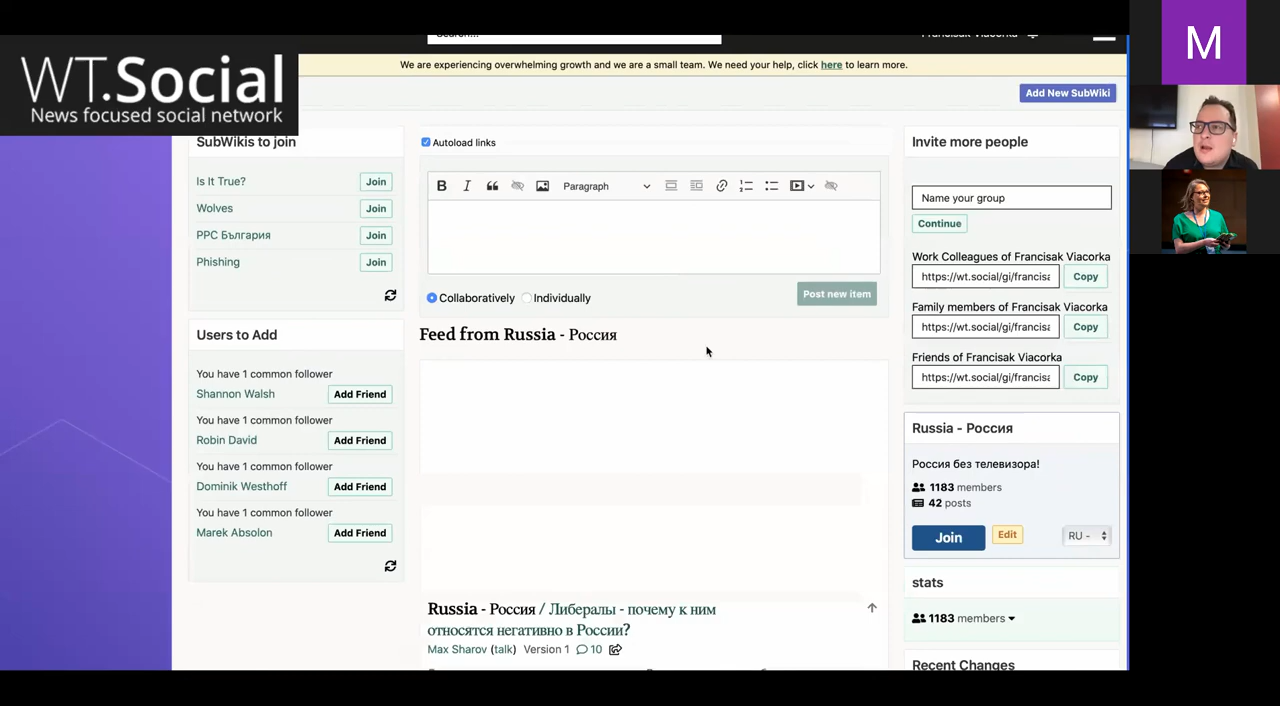 Search...
Francisak Viacorka
WT.Social
News focused social network
We are experiencing overwhelming growth and we are a small team. We need your help, click here to learn more.
Add New SubWiki
SubWikis to join
Is It True? Join
Wolves Join
PPC България Join
Phishing Join
Users to Add
You have 1 common follower
Shannon Walsh Add Friend
You have 1 common follower
Robin David Add Friend
You have 1 common follower
Dominik Westhoff Add Friend
You have 1 common follower
Marek Absolon Add Friend
Autoload links
B I Paragraph
Collaboratively Individually
Post new item
Feed from Russia - Россия
Russia - Россия / Либералы - почему к ним
относятся негативно в России?
Max Sharov (talk) Version 1 10
Invite more people
Name your group
Continue
Work Colleagues of Francisak Viacorka
https://wt.social/gi/francisa Copy
Family members of Francisak Viacorka
https://wt.social/gi/francisa Copy
Friends of Francisak Viacorka
https://wt.social/gi/francisa Copy
Russia - Россия
Россия без телевизора!
1183 members
42 posts
Join Edit RU -
stats
1183 members
Recent Changes
M